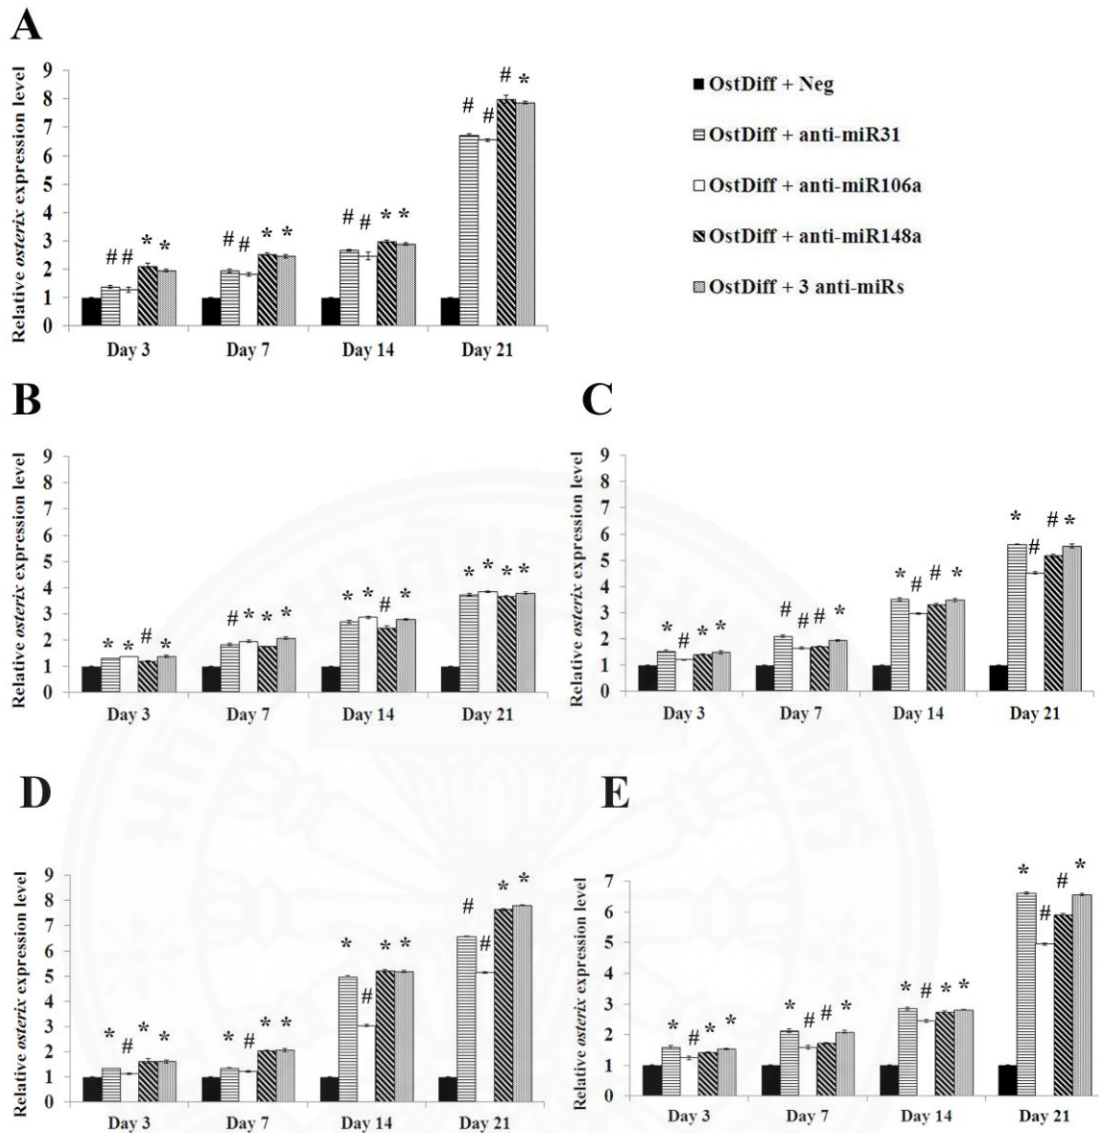 A
Relative osterix expression level
9
8
7
6
5
4
3
2
1
0
# # * *
# # * *
# # * *
# # # *
Day 3 Day 7 Day 14 Day 21
OstDiff + Neg
OstDiff + anti-miR31
OstDiff + anti-miR106a
OstDiff + anti-miR148a
OstDiff + 3 anti-miRs
B
Relative osterix expression level
9
8
7
6
5
4
3
2
1
0
* * # *
# * * *
* * # *
* * * *
Day 3 Day 7 Day 14 Day 21
C
Relative osterix expression level
9
8
7
6
5
4
3
2
1
0
* # * *
# # # *
* # # *
* # # *
Day 3 Day 7 Day 14 Day 21
D
Relative osterix expression level
9
8
7
6
5
4
3
2
1
0
* # * *
* # * *
* # * *
# # * *
Day 3 Day 7 Day 14 Day 21
E
Relative osterix expression level
7
6
5
4
3
2
1
0
* # * *
* # # *
* # * *
* # # *
Day 3 Day 7 Day 14 Day 21